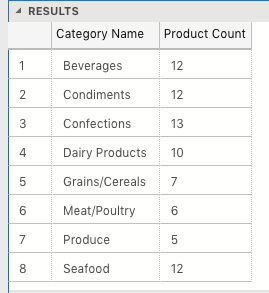 RESULTS
Category Name Product Count
1 Beverages 12
2 Condiments 12
3 Confections 13
4 Dairy Products 10
5 Grains/Cereals 7
6 Meat/Poultry 6
7 Produce 5
8 Seafood 12